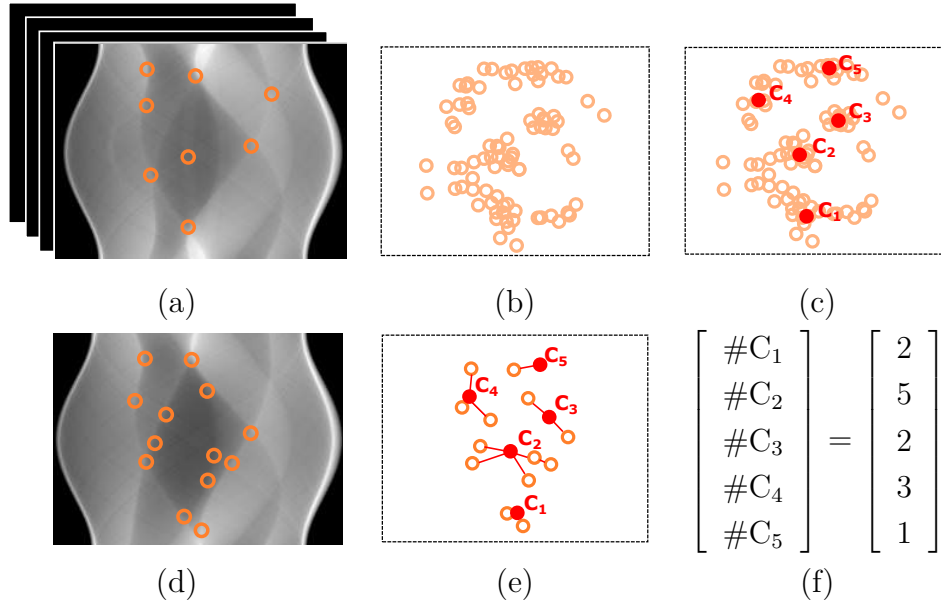 C5
C4
C3
C2
C1
(a)
(b)
(c)
C5
C4
C3
C2
C1
#C₁
#C₂
#C₃
#C₄
#C₅
=
2
5
2
3
1
(d)
(e)
(f)